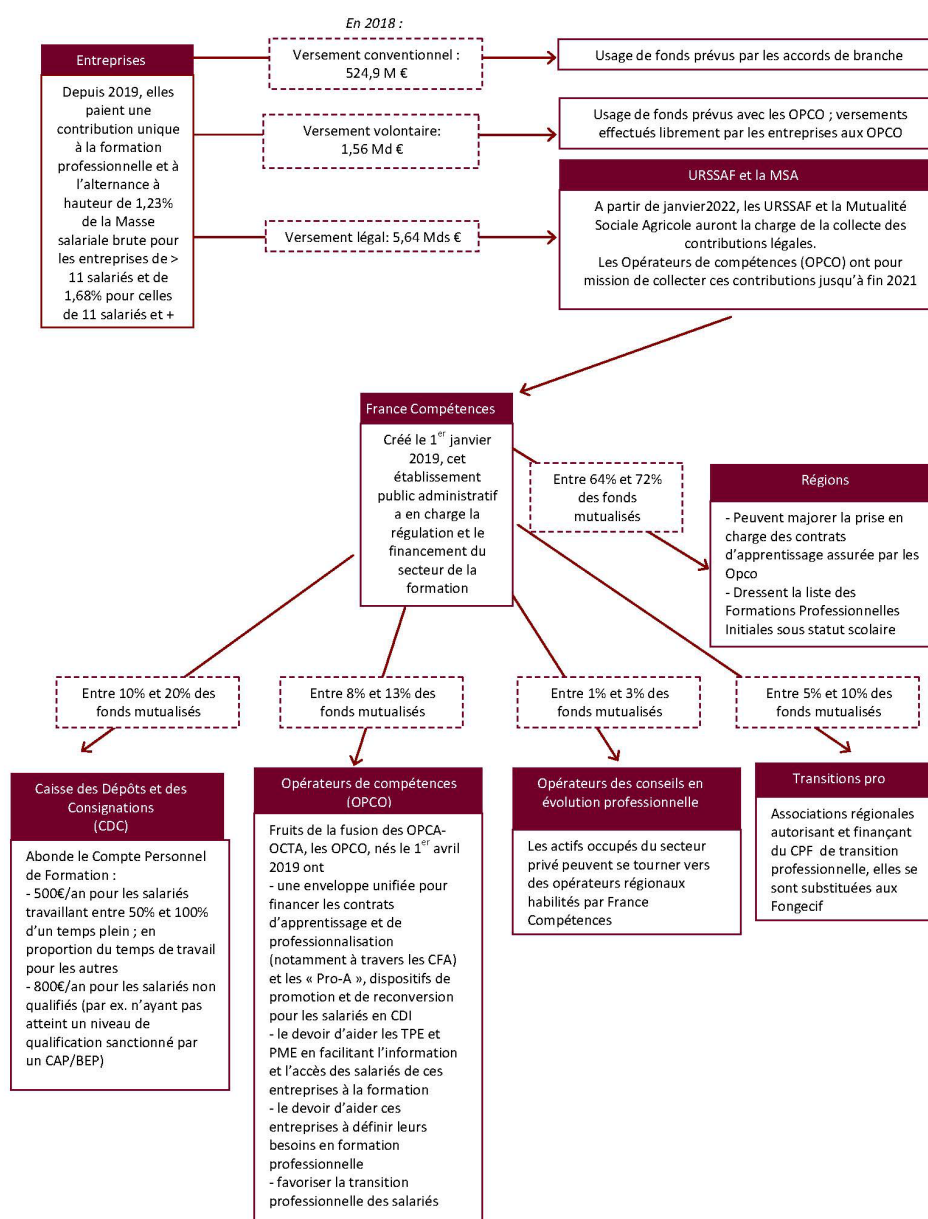 En 2018 :
Entreprises
Depuis 2019, elles
paient une
contribution unique
à la formation
professionnelle et à
l’alternance à
hauteur de 1,23%
de la Masse
salariale brute pour
les entreprises de >
11 salariés et de
1,68% pour celles
de 11 salariés et +
Versement conventionnel :
524,9 M €
Usage de fonds prévus par les accords de branche
Versement volontaire:
1,56 Md €
Usage de fonds prévus avec les OPCO ; versements
effectués librement par les entreprises aux OPCO
Versement légal: 5,64 Mds €
URSSAF et la MSA
A partir de janvier2022, les URSSAF et la Mutualité
Sociale Agricole auront la charge de la collecte des
contributions légales.
Les Opérateurs de compétences (OPCO) ont pour
mission de collecter ces contributions jusqu’à fin 2021
France Compétences
Créé le 1er janvier
2019, cet
établissement
public administratif
a en charge la
régulation et le
financement du
secteur de la
formation
Entre 64% et 72%
des fonds
mutualisés
Régions
- Peuvent majorer la prise en
charge des contrats
d’apprentissage assurée par les
Opco
- Dressent la liste des
Formations Professionnelles
Initiales sous statut scolaire
Entre 10% et 20% des
fonds mutualisés
Entre 8% et 13% des
fonds mutualisés
Entre 1% et 3% des
fonds mutualisés
Entre 5% et 10% des
fonds mutualisés
Caisse des Dépôts et des
Consignations
(CDC)
Abonde le Compte Personnel
de Formation :
- 500€/an pour les salariés
travaillant entre 50% et 100%
d’un temps plein ; en
proportion du temps de travail
pour les autres
- 800€/an pour les salariés non
qualifiés (par ex. n’ayant pas
atteint un niveau de
qualification sanctionné par
un CAP/BEP)
Opérateurs de compétences
(OPCO)
Fruits de la fusion des OPCA-
OCTA, les OPCO, nés le 1er avril
2019 ont
- une enveloppe unifiée pour
financer les contrats
d’apprentissage et de
professionnalisation
(notamment à travers les CFA)
et les « Pro-A », dispositifs de
promotion et de reconversion
pour les salariés en CDI
- le devoir d’aider les TPE et
PME en facilitant l’information
et l’accès des salariés de ces
entreprises à la formation
- le devoir d’aider ces
entreprises à définir leurs
besoins en formation
professionnelle
- favoriser la transition
professionnelle des salariés
Opérateurs des conseils en
évolution professionnelle
Les actifs occupés du secteur
privé peuvent se tourner vers
des opérateurs régionaux
habilités par France
Compétences
Transitions pro
Associations régionales
autorisant et finançant
du CPF de transition
professionnelle, elles se
sont substituées aux
Fongecif